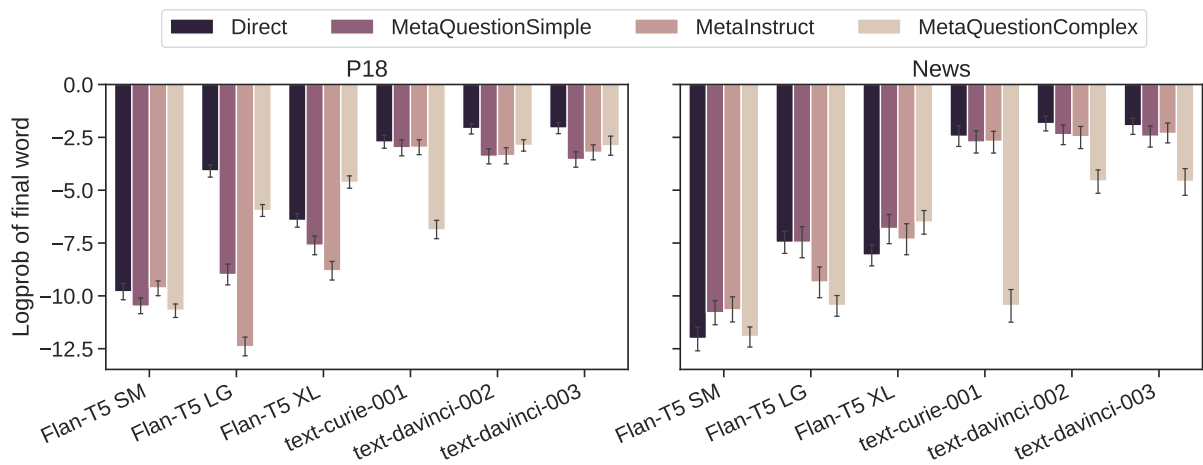 Direct MetaQuestionSimple MetaInstruct MetaQuestionComplex
P18 News
Logprob of final word
0.0
−2.5
−5.0
−7.5
−10.0
−12.5
Flan-T5 SM Flan-T5 LG Flan-T5 XL text-curie-001 text-davinci-002 text-davinci-003
Flan-T5 SM Flan-T5 LG Flan-T5 XL text-curie-001 text-davinci-002 text-davinci-003